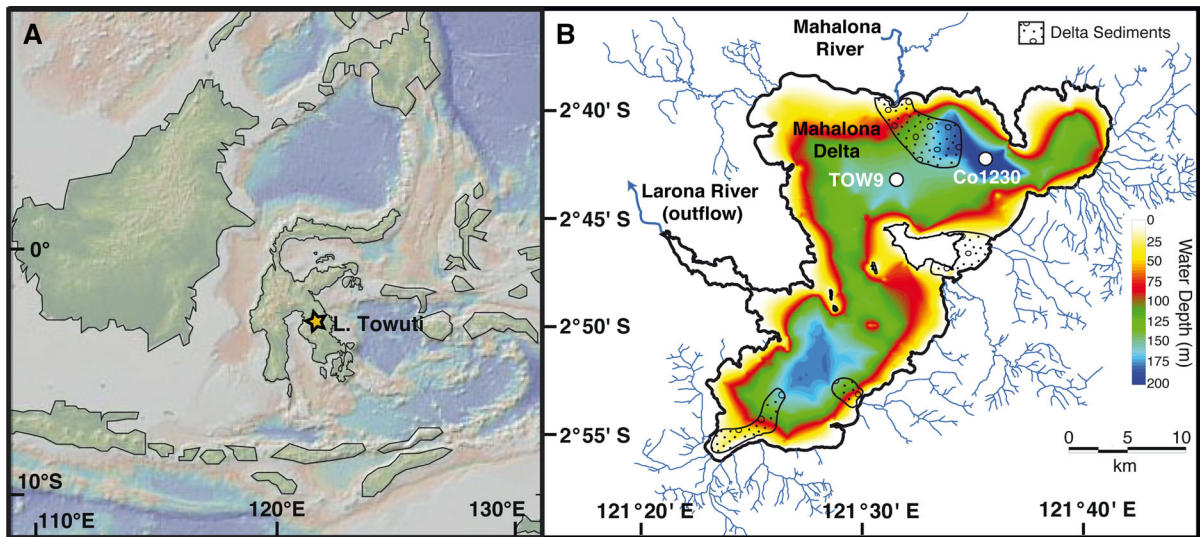 A
0°
L. Towuti
10°S
110°E
120°E
130°E
B
Mahalona
River
Delta Sediments
2°40' S
Mahalona
Delta
TOW9
Co1230
Larona River
(outflow)
2°45' S
2°50' S
2°55' S
Water Depth (m)
0
25
50
75
100
125
150
175
200
0 5 10
km
121°20' E
121°30' E
121°40' E